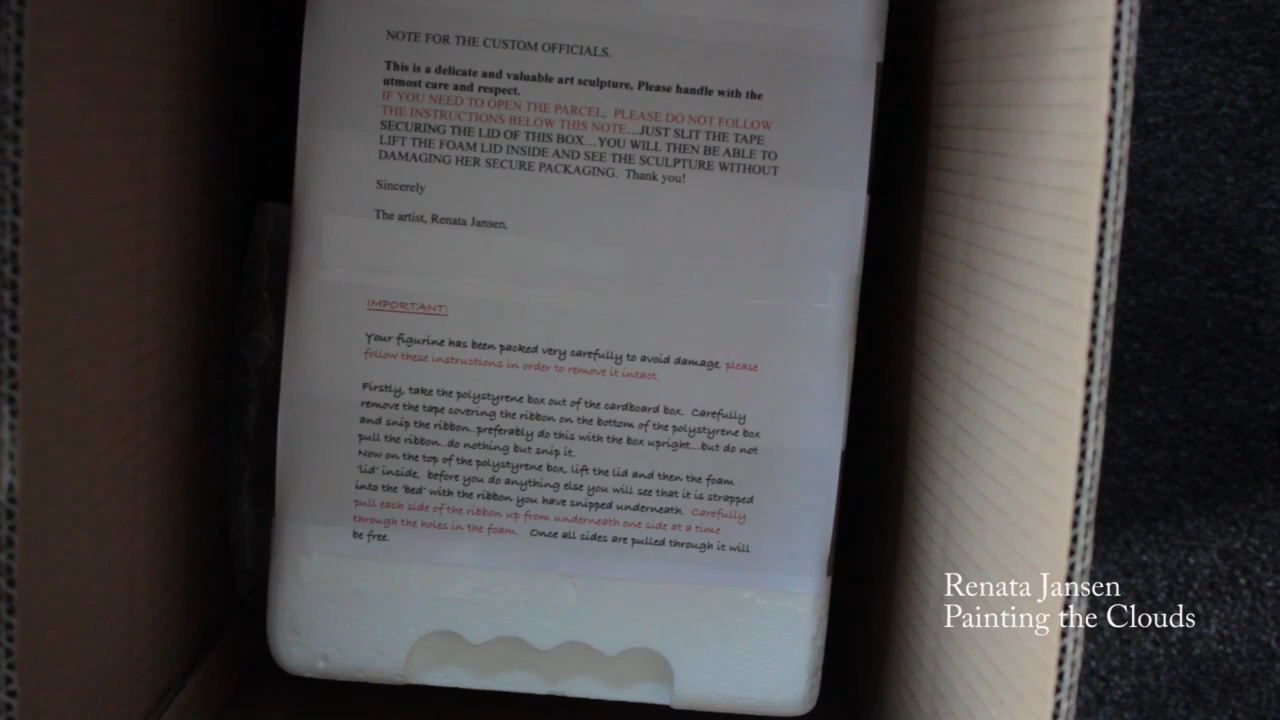 NOTE FOR THE CUSTOM OFFICIALS.
This is a delicate and valuable art sculpture, Please handle with the
utmost care and respect.
IF YOU NEED TO OPEN THE PARCEL, PLEASE DO NOT FOLLOW
THE INSTRUCTIONS BELOW THIS NOTE...JUST SLIT THE TAPE
SECURING THE LID OF THIS BOX...YOU WILL THEN BE ABLE TO
LIFT THE FOAM LID INSIDE AND SEE THE SCULPTURE WITHOUT
DAMAGING HER SECURE PACKAGING. Thank you!
Sincerely
The artist, Renata Jansen.
IMPORTANT:
Your figurine has been packed very carefully to avoid damage, please
follow these instructions in order to remove it intact.
Firstly, take the polystyrene box out of the cardboard box. Carefully
remove the tape covering the ribbon on the bottom of the polystyrene box
and snip the ribbon...preferably do this with the box upright....but do not
pull the ribbon...do nothing but snip it.
Now on the top of the polystyrene box, lift the lid and then the foam
'lid' inside, before you do anything else you will see that it is strapped
into the 'bed' with the ribbon you have snipped underneath. Carefully
pull each side of the ribbon up from underneath one side at a time
through the holes in the foam. Once all sides are pulled through it will
be free.
Renata Jansen
Painting the Clouds